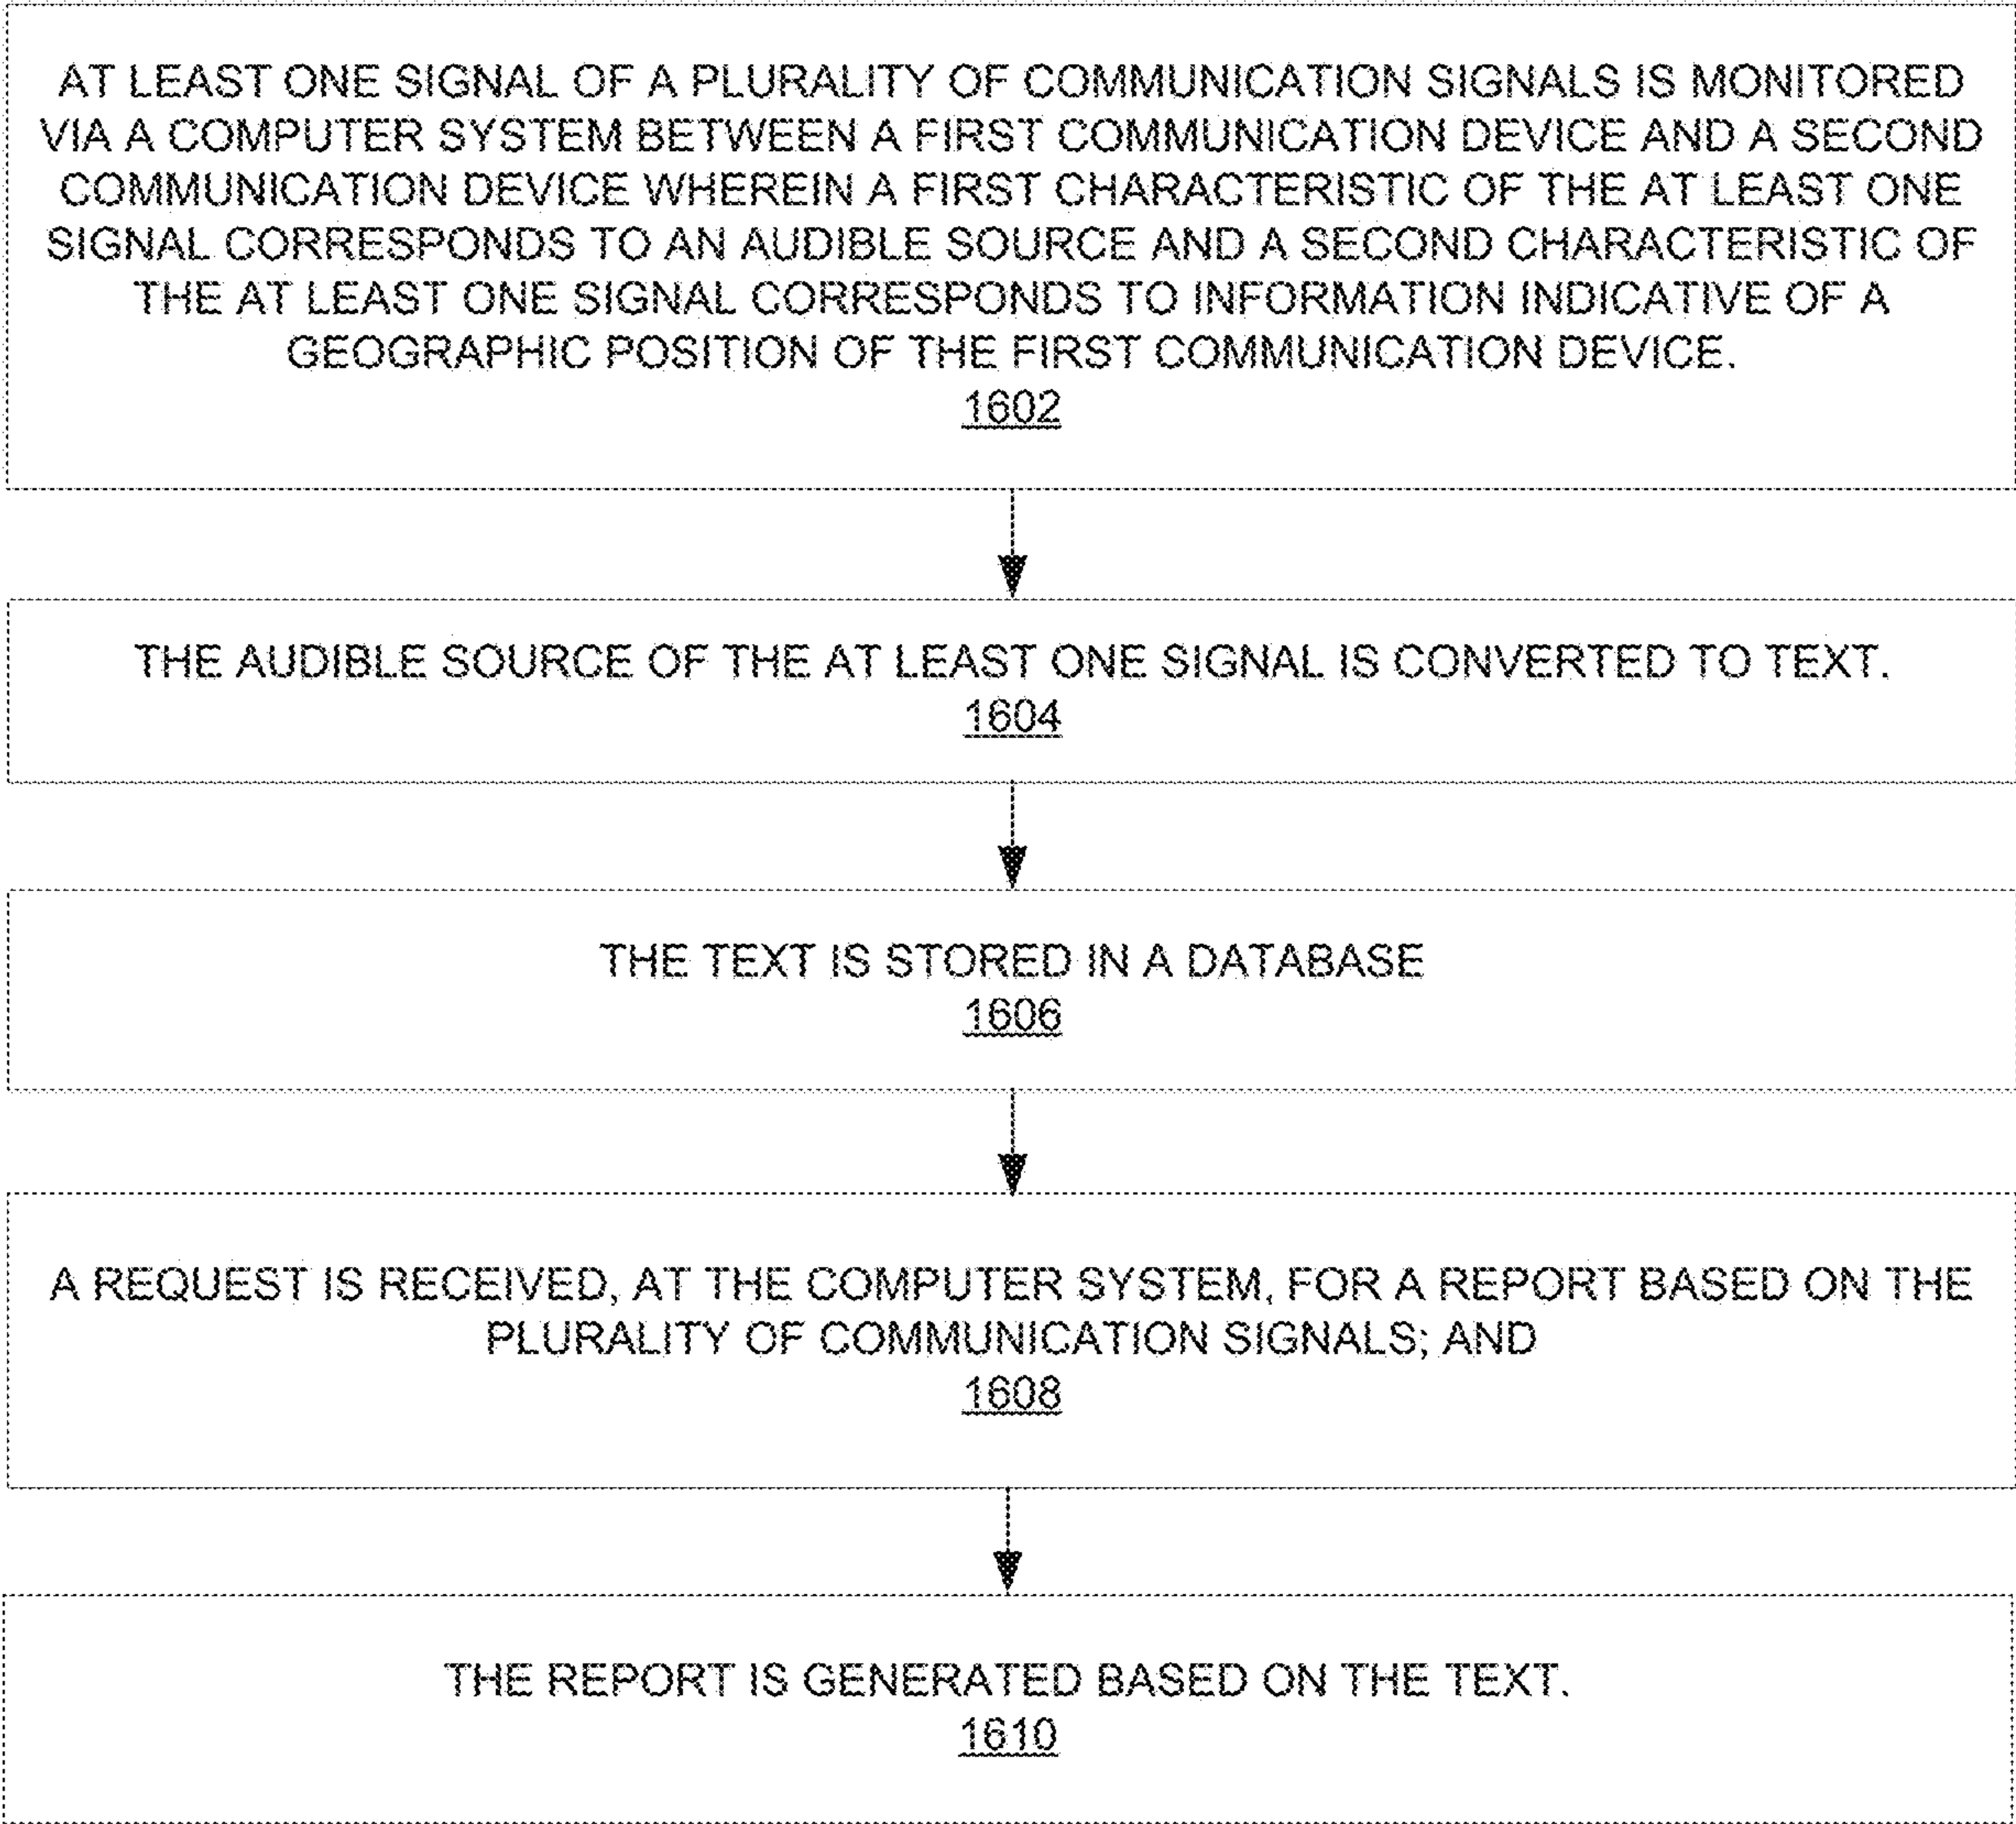 AT LEAST ONE SIGNAL OF A PLURALITY OF COMMUNICATION SIGNALS IS MONITORED
VIA A COMPUTER SYSTEM BETWEEN A FIRST COMMUNICATION DEVICE AND A SECOND
COMMUNICATION DEVICE WHEREIN A FIRST CHARACTERISTIC OF THE AT LEAST ONE
SIGNAL CORRESPONDS TO AN AUDIBLE SOURCE AND A SECOND CHARACTERISTIC OF
THE AT LEAST ONE SIGNAL CORRESPONDS TO INFORMATION INDICATIVE OF A
GEOGRAPHIC POSITION OF THE FIRST COMMUNICATION DEVICE.
1602
THE AUDIBLE SOURCE OF THE AT LEAST ONE SIGNAL IS CONVERTED TO TEXT.
1604
THE TEXT IS STORED IN A DATABASE
1606
A REQUEST IS RECEIVED, AT THE COMPUTER SYSTEM, FOR A REPORT BASED ON THE
PLURALITY OF COMMUNICATION SIGNALS; AND
1608
THE REPORT IS GENERATED BASED ON THE TEXT.
1610